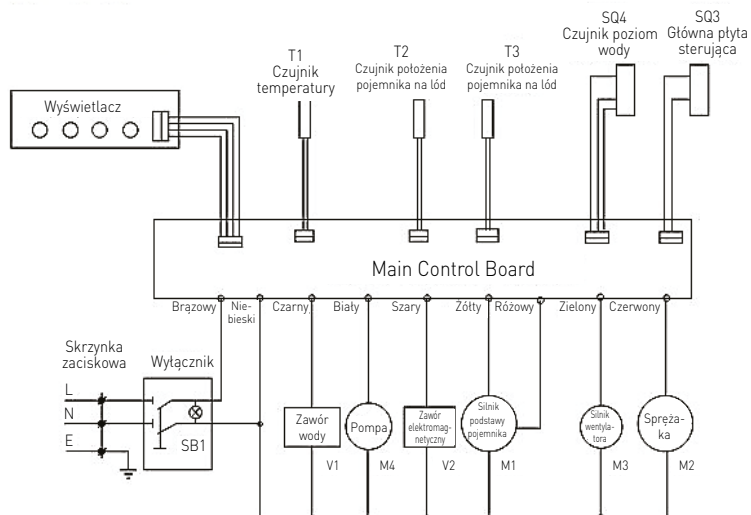 SQ4
Czujnik poziom
wody
SQ3
Główna płyta
sterująca
T1
Czujnik
temperatury
T2
Czujnik położenia
pojemnika na lód
T3
Czujnik położenia
pojemnika na lód
Wyświetlacz
Main Control Board
Brązowy
Nie-
bieski
Czarny
Biały
Szary
Żółty
Różowy
Zielony
Czerwony
Skrzynka
zaciskowa
Wyłącznik
L
N
E
SB1
Zawór
wody
V1
Pompa
M4
Zawór
elektromag-
netyczny
V2
Silnik
podstawy
pojemnika
M1
Silnik
wentyla-
tora
M3
Spręża-
ka
M2